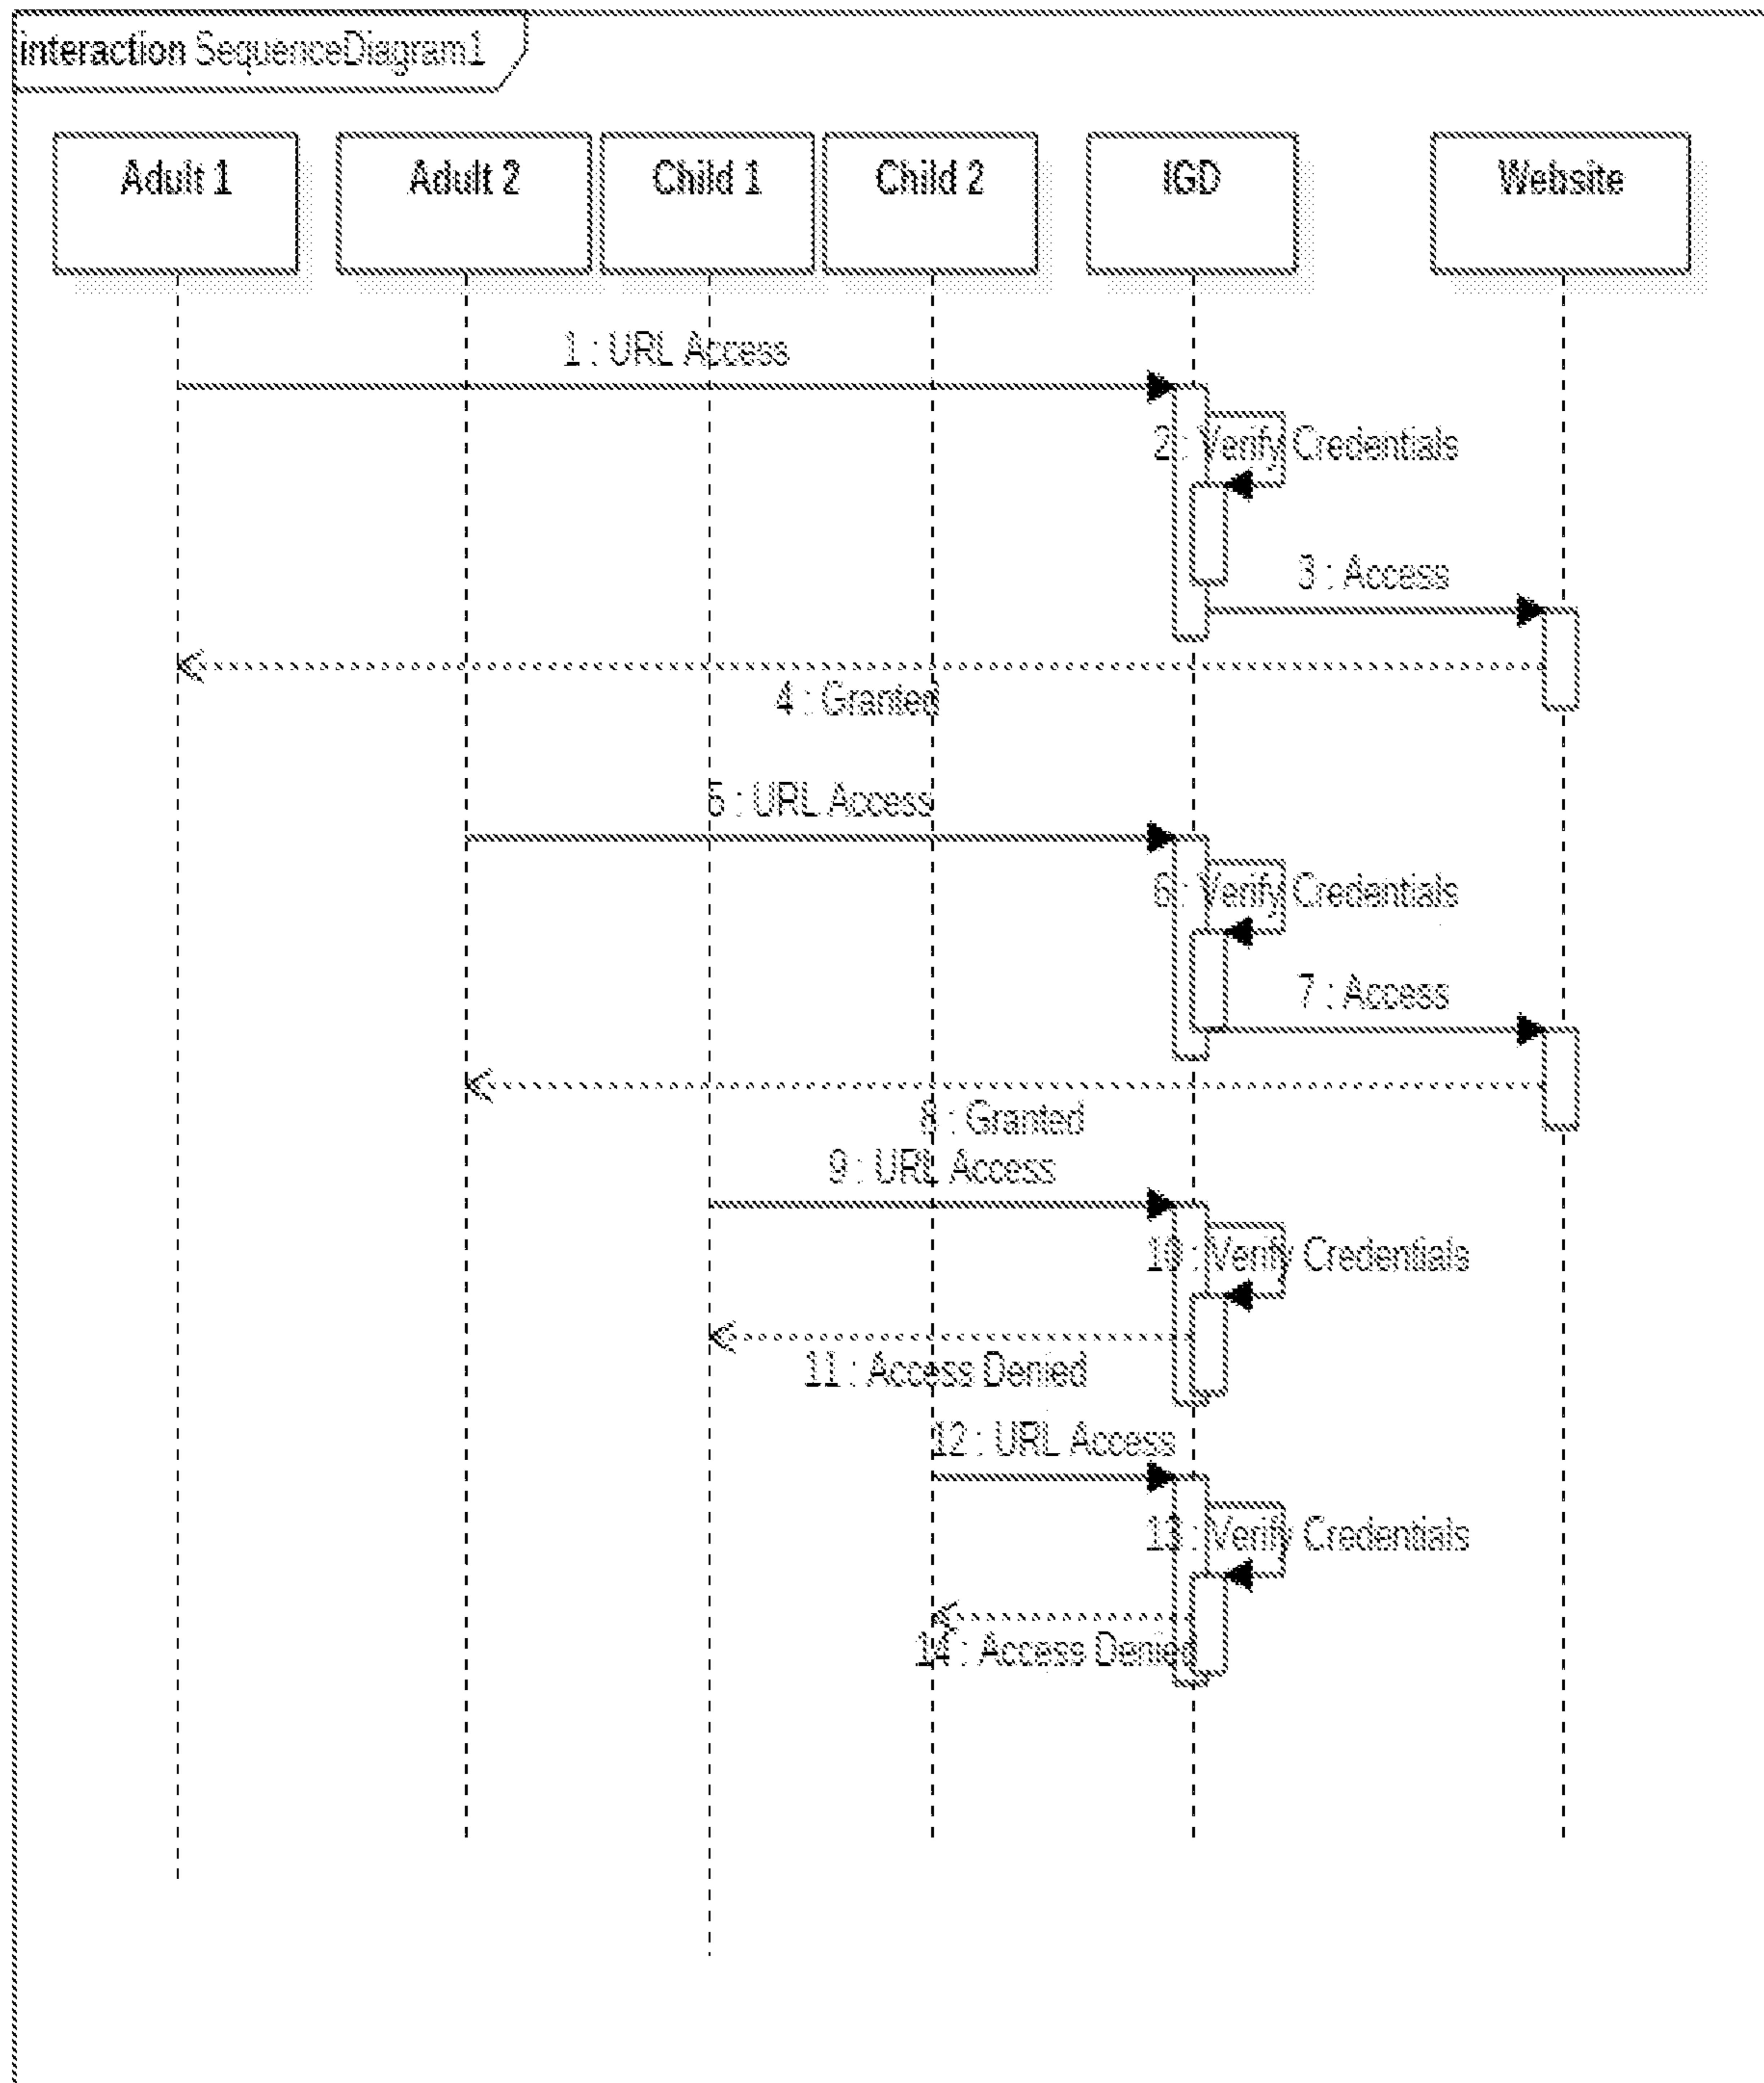 interaction SequenceDiagram1
Adult 1
Adult 2
Child 1
Child 2
IGD
Website
1 : URL Access
2 : Verify Credentials
3 : Access
4 : Granted
5 : URL Access
6 : Verify Credentials
7 : Access
8 : Granted
9 : URL Access
10 : Verify Credentials
11 : Access Denied
12 : URL Access
13 : Verify Credentials
14 : Access Denied